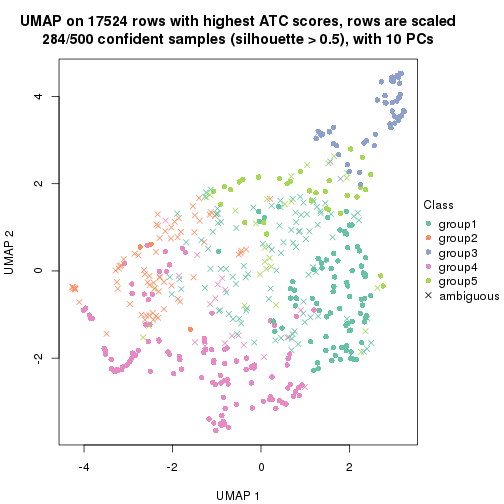 UMAP on 17524 rows with highest ATC scores, rows are scaled
284/500 confident samples (silhouette > 0.5), with 10 PCs
4
2
0
-2
UMAP 2
-4
-2
0
2
UMAP 1
Class
group1
group2
group3
group4
group5
ambiguous